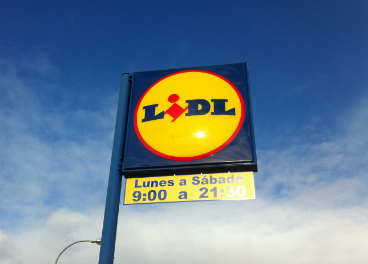 LiDL
Lunes a Sábado
9:00 a 21:30